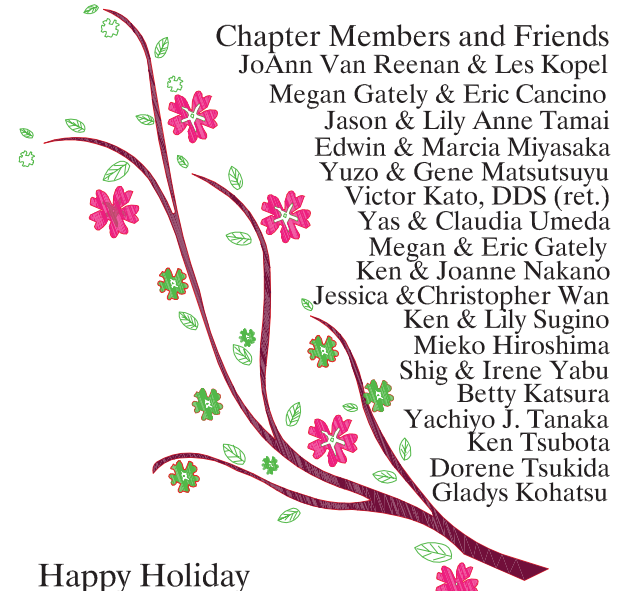 Chapter Members and Friends
JoAnn Van Reenan & Les Kopel
Megan Gately & Eric Cancino
Jason & Lily Anne Tamai
Edwin & Marcia Miyasaka
Yuzo & Gene Matsutsuyu
Victor Kato, DDS (ret.)
Yas & Claudia Umeda
Megan & Eric Gately
Ken & Joanne Nakano
Jessica &Christopher Wan
Ken & Lily Sugino
Mieko Hiroshima
Shig & Irene Yabu
Betty Katsura
Yachiyo J. Tanaka
Ken Tsubota
Dorene Tsukida
Gladys Kohatsu
Happy Holiday